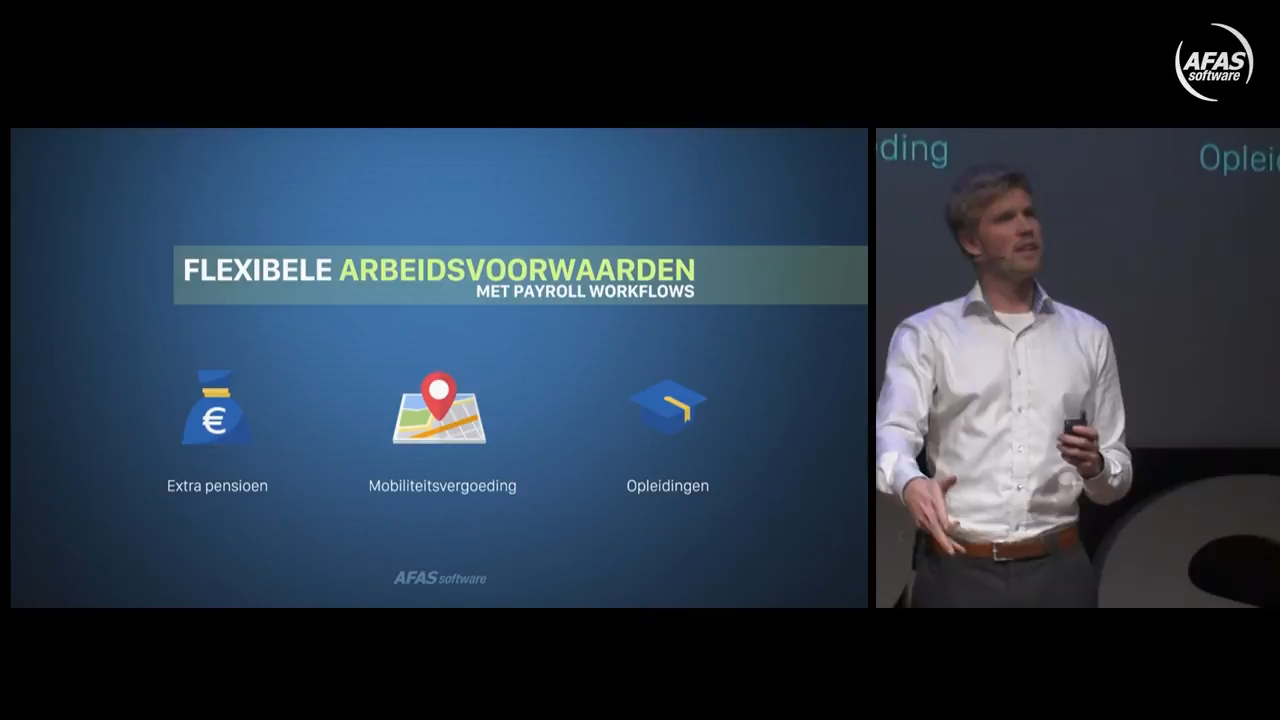 AFAS
software
FLEXIBELE ARBEIDSVOORWAARDEN
MET PAYROLL WORKFLOWS
€
Extra pensioen
Mobiliteitsvergoeding
Opleidingen
AFAS software
ding
Oplei